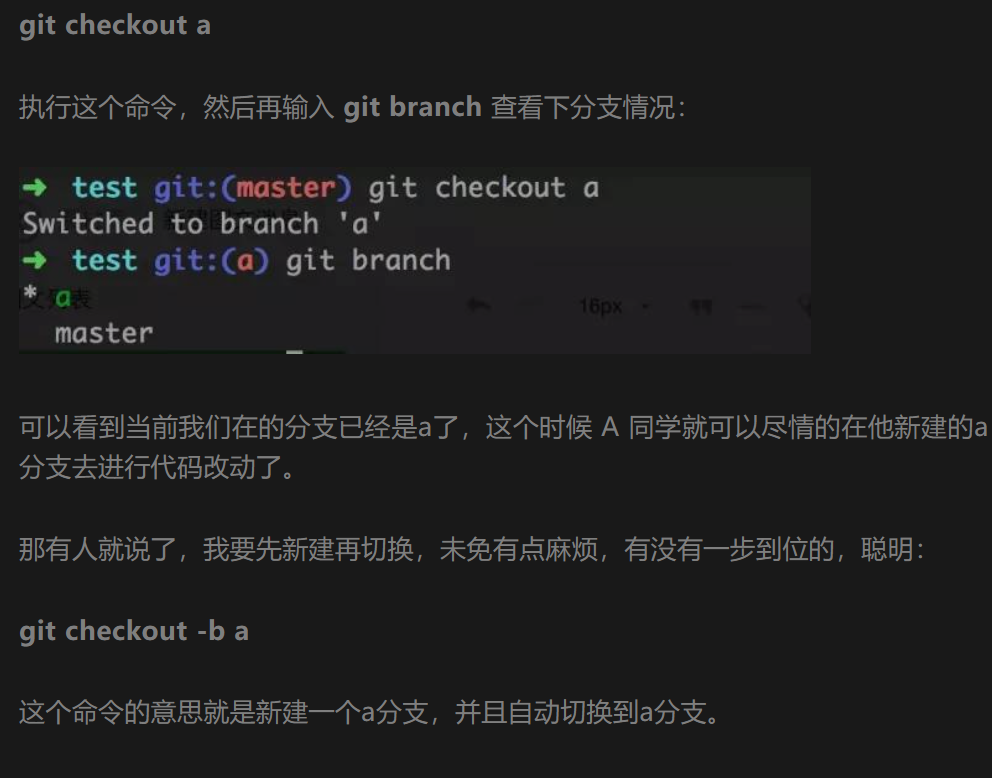 git checkout a
执行这个命令，然后再输入 git branch 查看下分支情况：
➜ test git:(master) git checkout a
Switched to branch 'a'
➜ test git:(a) git branch
* a
master
16px
可以看到当前我们在的分支已经是a了，这个时候 A 同学就可以尽情的在他新建的a
分支去进行代码改动了。
那有人就说了，我要先新建再切换，未免有点麻烦，有没有一步到位的，聪明：
git checkout -b a
这个命令的意思就是新建一个a分支，并且自动切换到a分支。